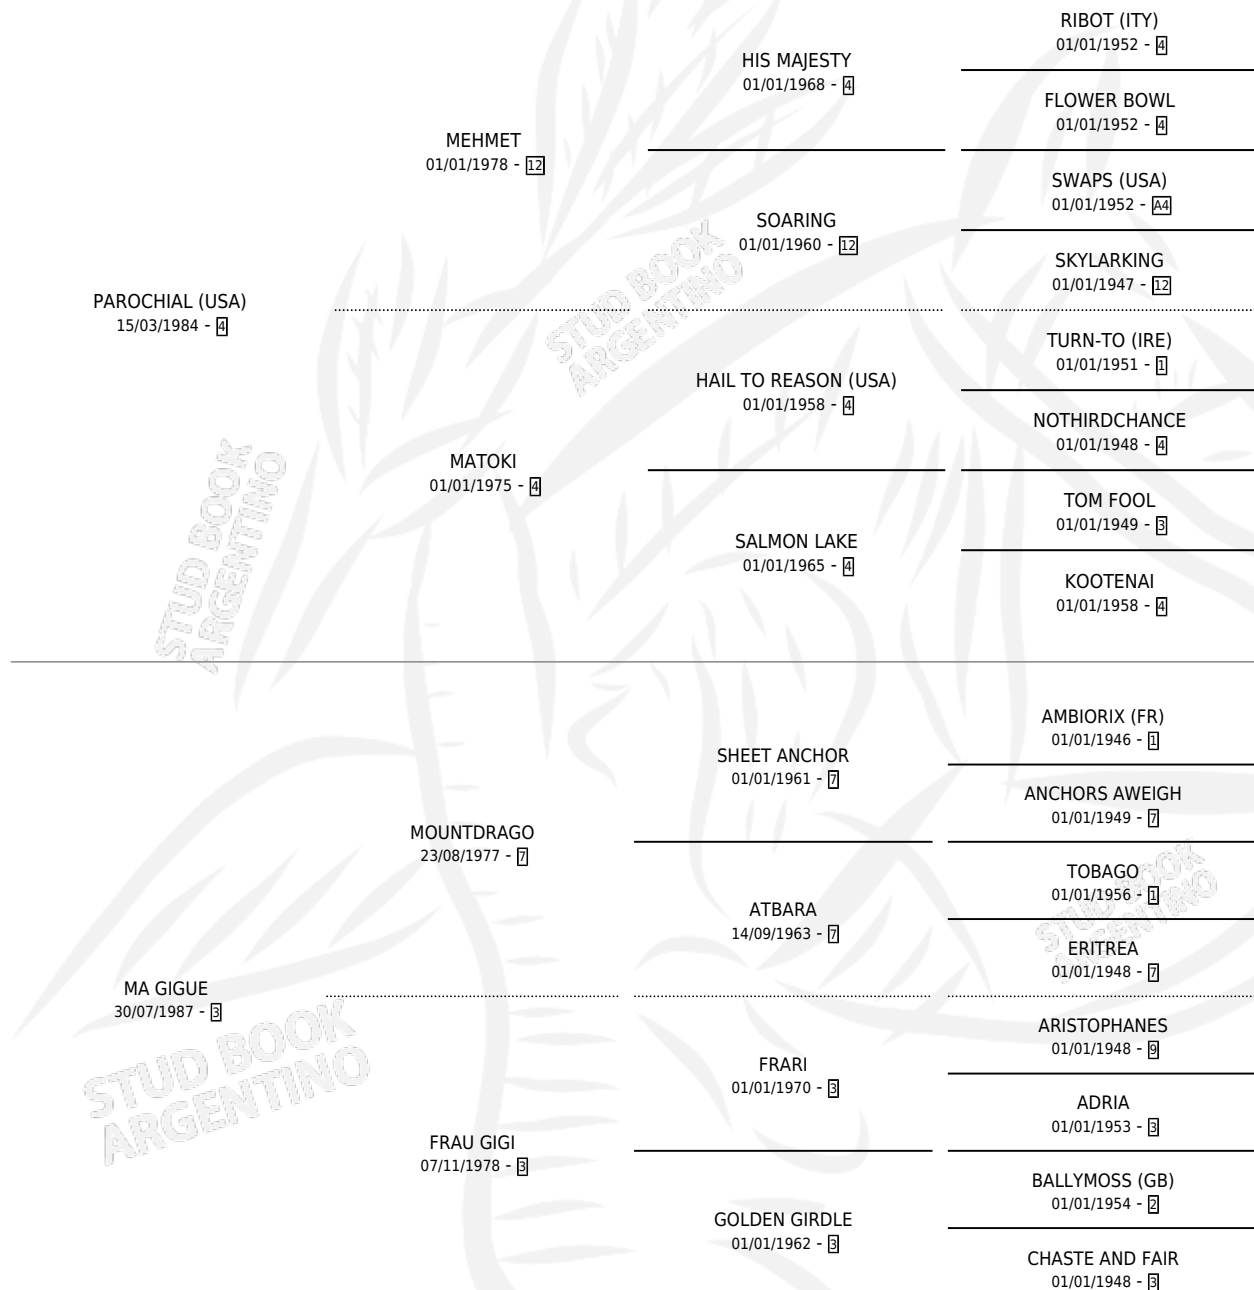 RIBOT (ITY)
01/01/1952 - 4
HIS MAJESTY
01/01/1968 - 4
FLOWER BOWL
01/01/1952 - 4
MEHMET
01/01/1978 - 12
SWAPS (USA)
01/01/1952 - A4
SOARING
01/01/1960 - 12
SKYLARKING
01/01/1947 - 12
PAROCHIAL (USA)
15/03/1984 - 4
TURN-TO (IRE)
01/01/1951 - 1
HAIL TO REASON (USA)
01/01/1958 - 4
NOTHIRDCHANCE
01/01/1948 - 4
MATOKI
01/01/1975 - 4
TOM FOOL
01/01/1949 - 3
SALMON LAKE
01/01/1965 - 4
KOOTENAI
01/01/1958 - 4
STUD BOOK
ARGENTINO
STUD BOOK
ARGENTINO
AMBIORIX (FR)
01/01/1946 - 1
SHEET ANCHOR
01/01/1961 - 7
ANCHORS AWEIGH
01/01/1949 - 7
MOUNTDRAGO
23/08/1977 - 7
TOBAGO
01/01/1956 - 1
ATBARA
14/09/1963 - 7
ERITREA
01/01/1948 - 7
STUD BOOK
ARGENTINO
MA GIGUE
30/07/1987 - 3
ARISTOPHANES
01/01/1948 - 9
FRARI
01/01/1970 - 3
ADRIA
01/01/1953 - 3
STUD BOOK
ARGENTINO
FRAU GIGI
07/11/1978 - 3
BALLYMOSS (GB)
01/01/1954 - 2
GOLDEN GIRDLE
01/01/1962 - 3
CHASTE AND FAIR
01/01/1948 - 3